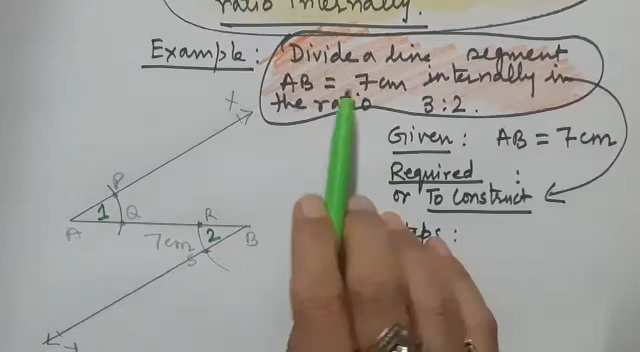 ratio internally.
Example: Divide a line segment
AB = 7cm internally in
the ratio 3:2.
Given: AB = 7cm
Required :
or To Construct
X
P
1 Q R
A 7cm 2 B
S
Y